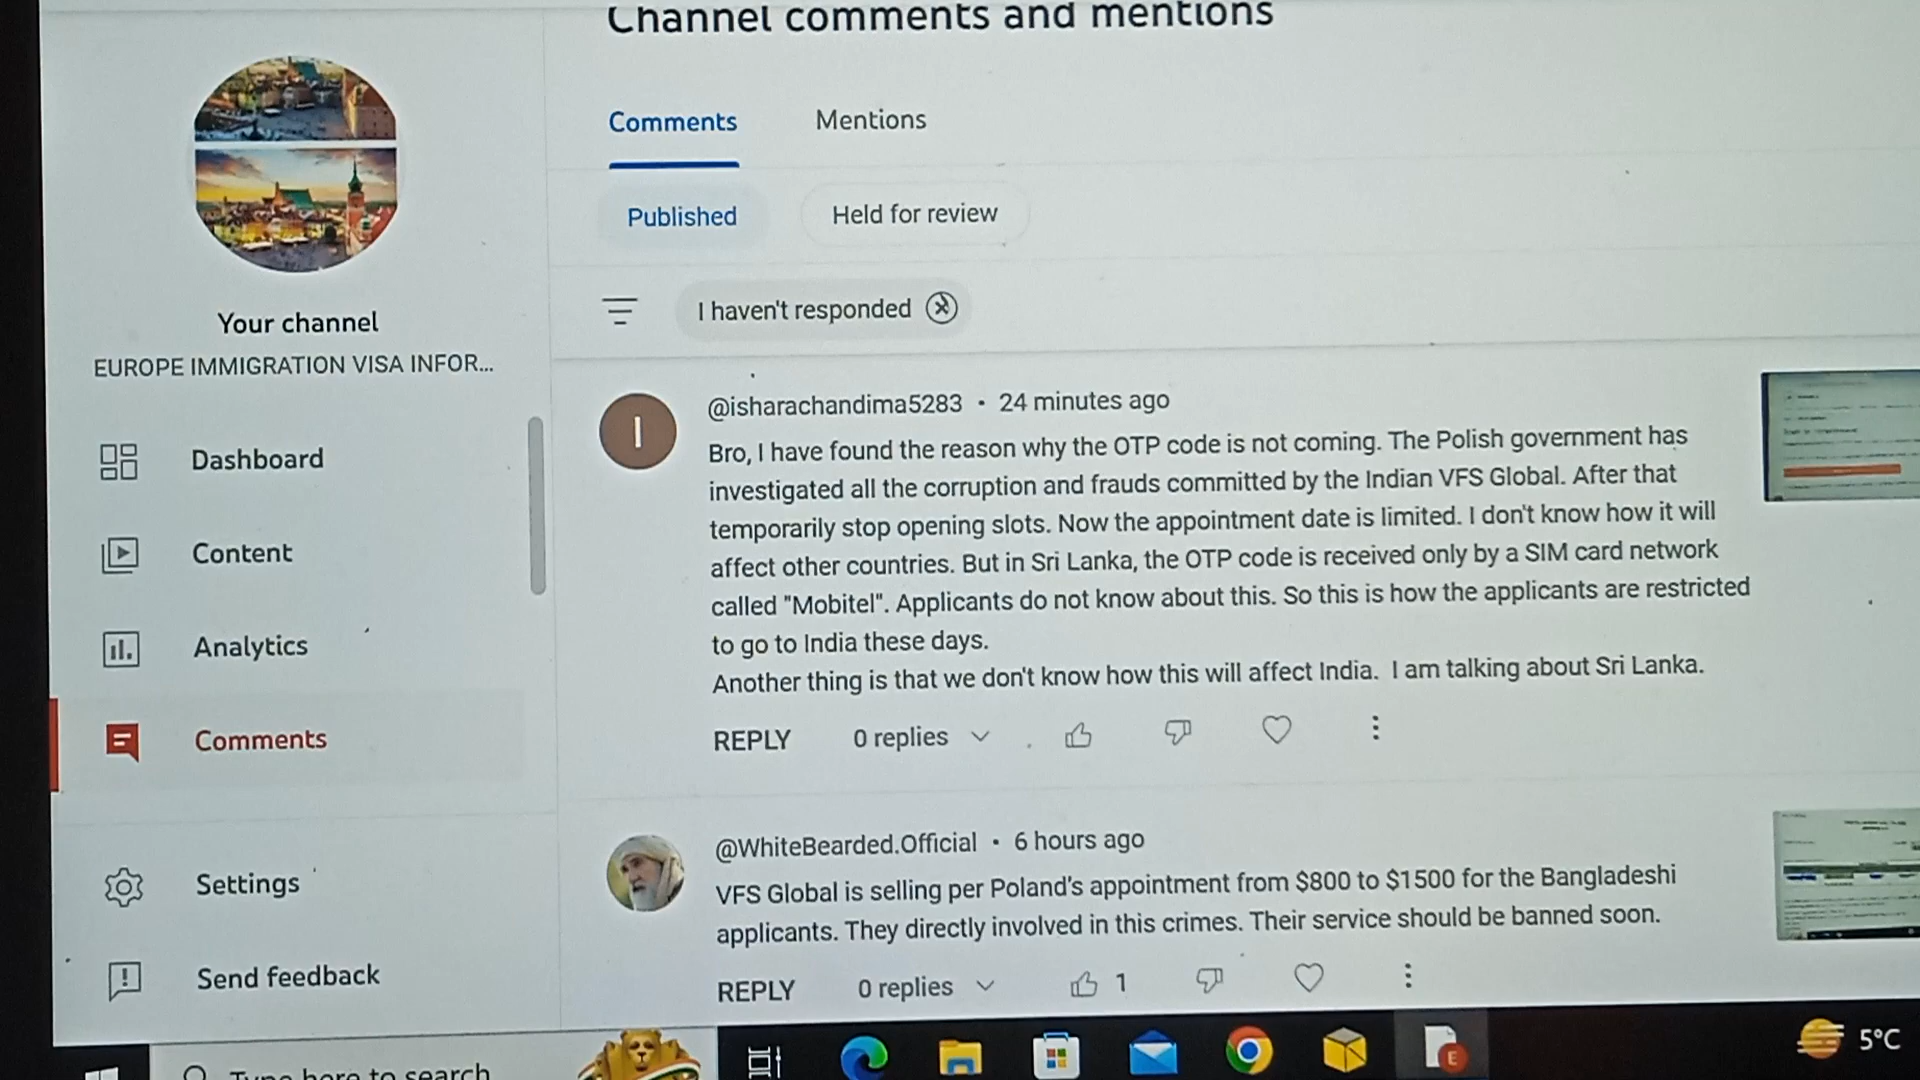 Channel comments and mentions
Comments
Mentions
Published
Held for review
I haven't responded
Your channel
EUROPE IMMIGRATION VISA INFOR...
Dashboard
Content
Analytics
Comments
Settings
Send feedback
I
@isharachandima5283 • 24 minutes ago
Bro, I have found the reason why the OTP code is not coming. The Polish government has
investigated all the corruption and frauds committed by the Indian VFS Global. After that
temporarily stop opening slots. Now the appointment date is limited. I don't know how it will
affect other countries. But in Sri Lanka, the OTP code is received only by a SIM card network
called "Mobitel". Applicants do not know about this. So this is how the applicants are restricted
to go to India these days.
Another thing is that we don't know how this will affect India. I am talking about Sri Lanka.
REPLY
0 replies
@WhiteBearded.Official • 6 hours ago
VFS Global is selling per Poland's appointment from $800 to $1500 for the Bangladeshi
applicants. They directly involved in this crimes. Their service should be banned soon.
REPLY
0 replies
1
Type here to search
E
5°C